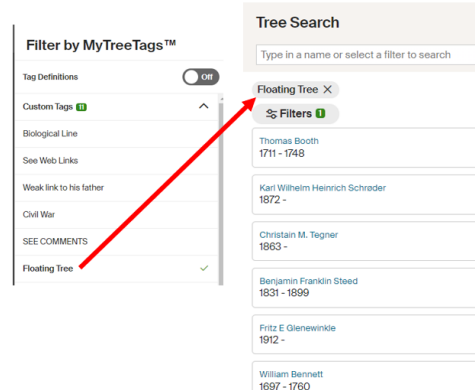 Filter by MyTreeTags™
Tag Definitions
Off
Custom Tags 11
Biological Line
See Web Links
Weak link to his father
Civil War
SEE COMMENTS
Floating Tree
Tree Search
Type in a name or select a filter to search
Floating Tree ×
Filters 1
Thomas Booth
1711 - 1748
Karl Wilhelm Heinrich Schrøder
1872 -
Christain M. Tegner
1863 -
Benjamin Franklin Steed
1831 - 1899
Fritz E Glenewinkle
1912 -
William Bennett
1697 - 1760